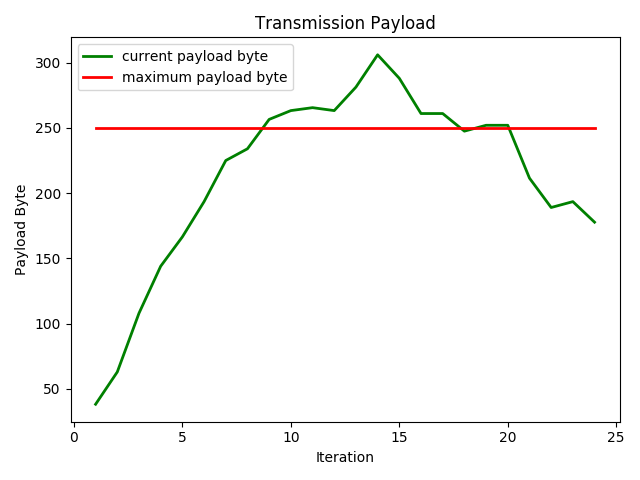 Transmission Payload
current payload byte
maximum payload byte
300
250
200
150
100
50
Payload Byte
0 5 10 15 20 25
Iteration